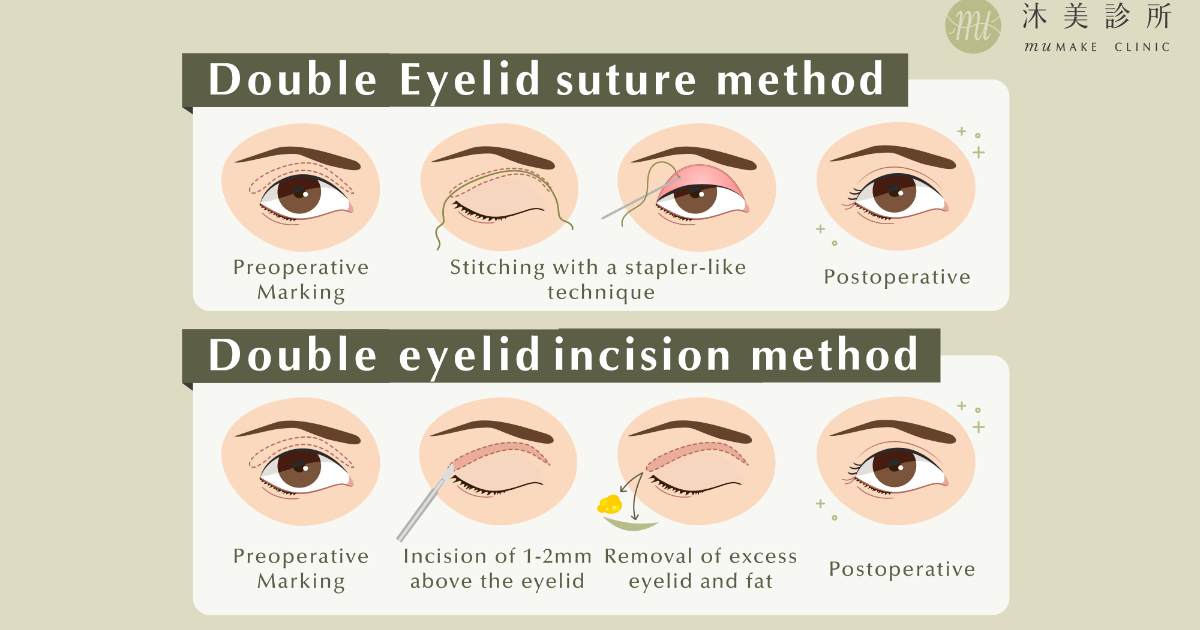 沐美診所
muMAKE CLINIC
Double Eyelid suture method
Preoperative
Marking
Stitching with a stapler-like
technique
Postoperative
Double eyelid incision method
Preoperative
Marking
Incision of 1-2mm
above the eyelid
Removal of excess
eyelid and fat
Postoperative